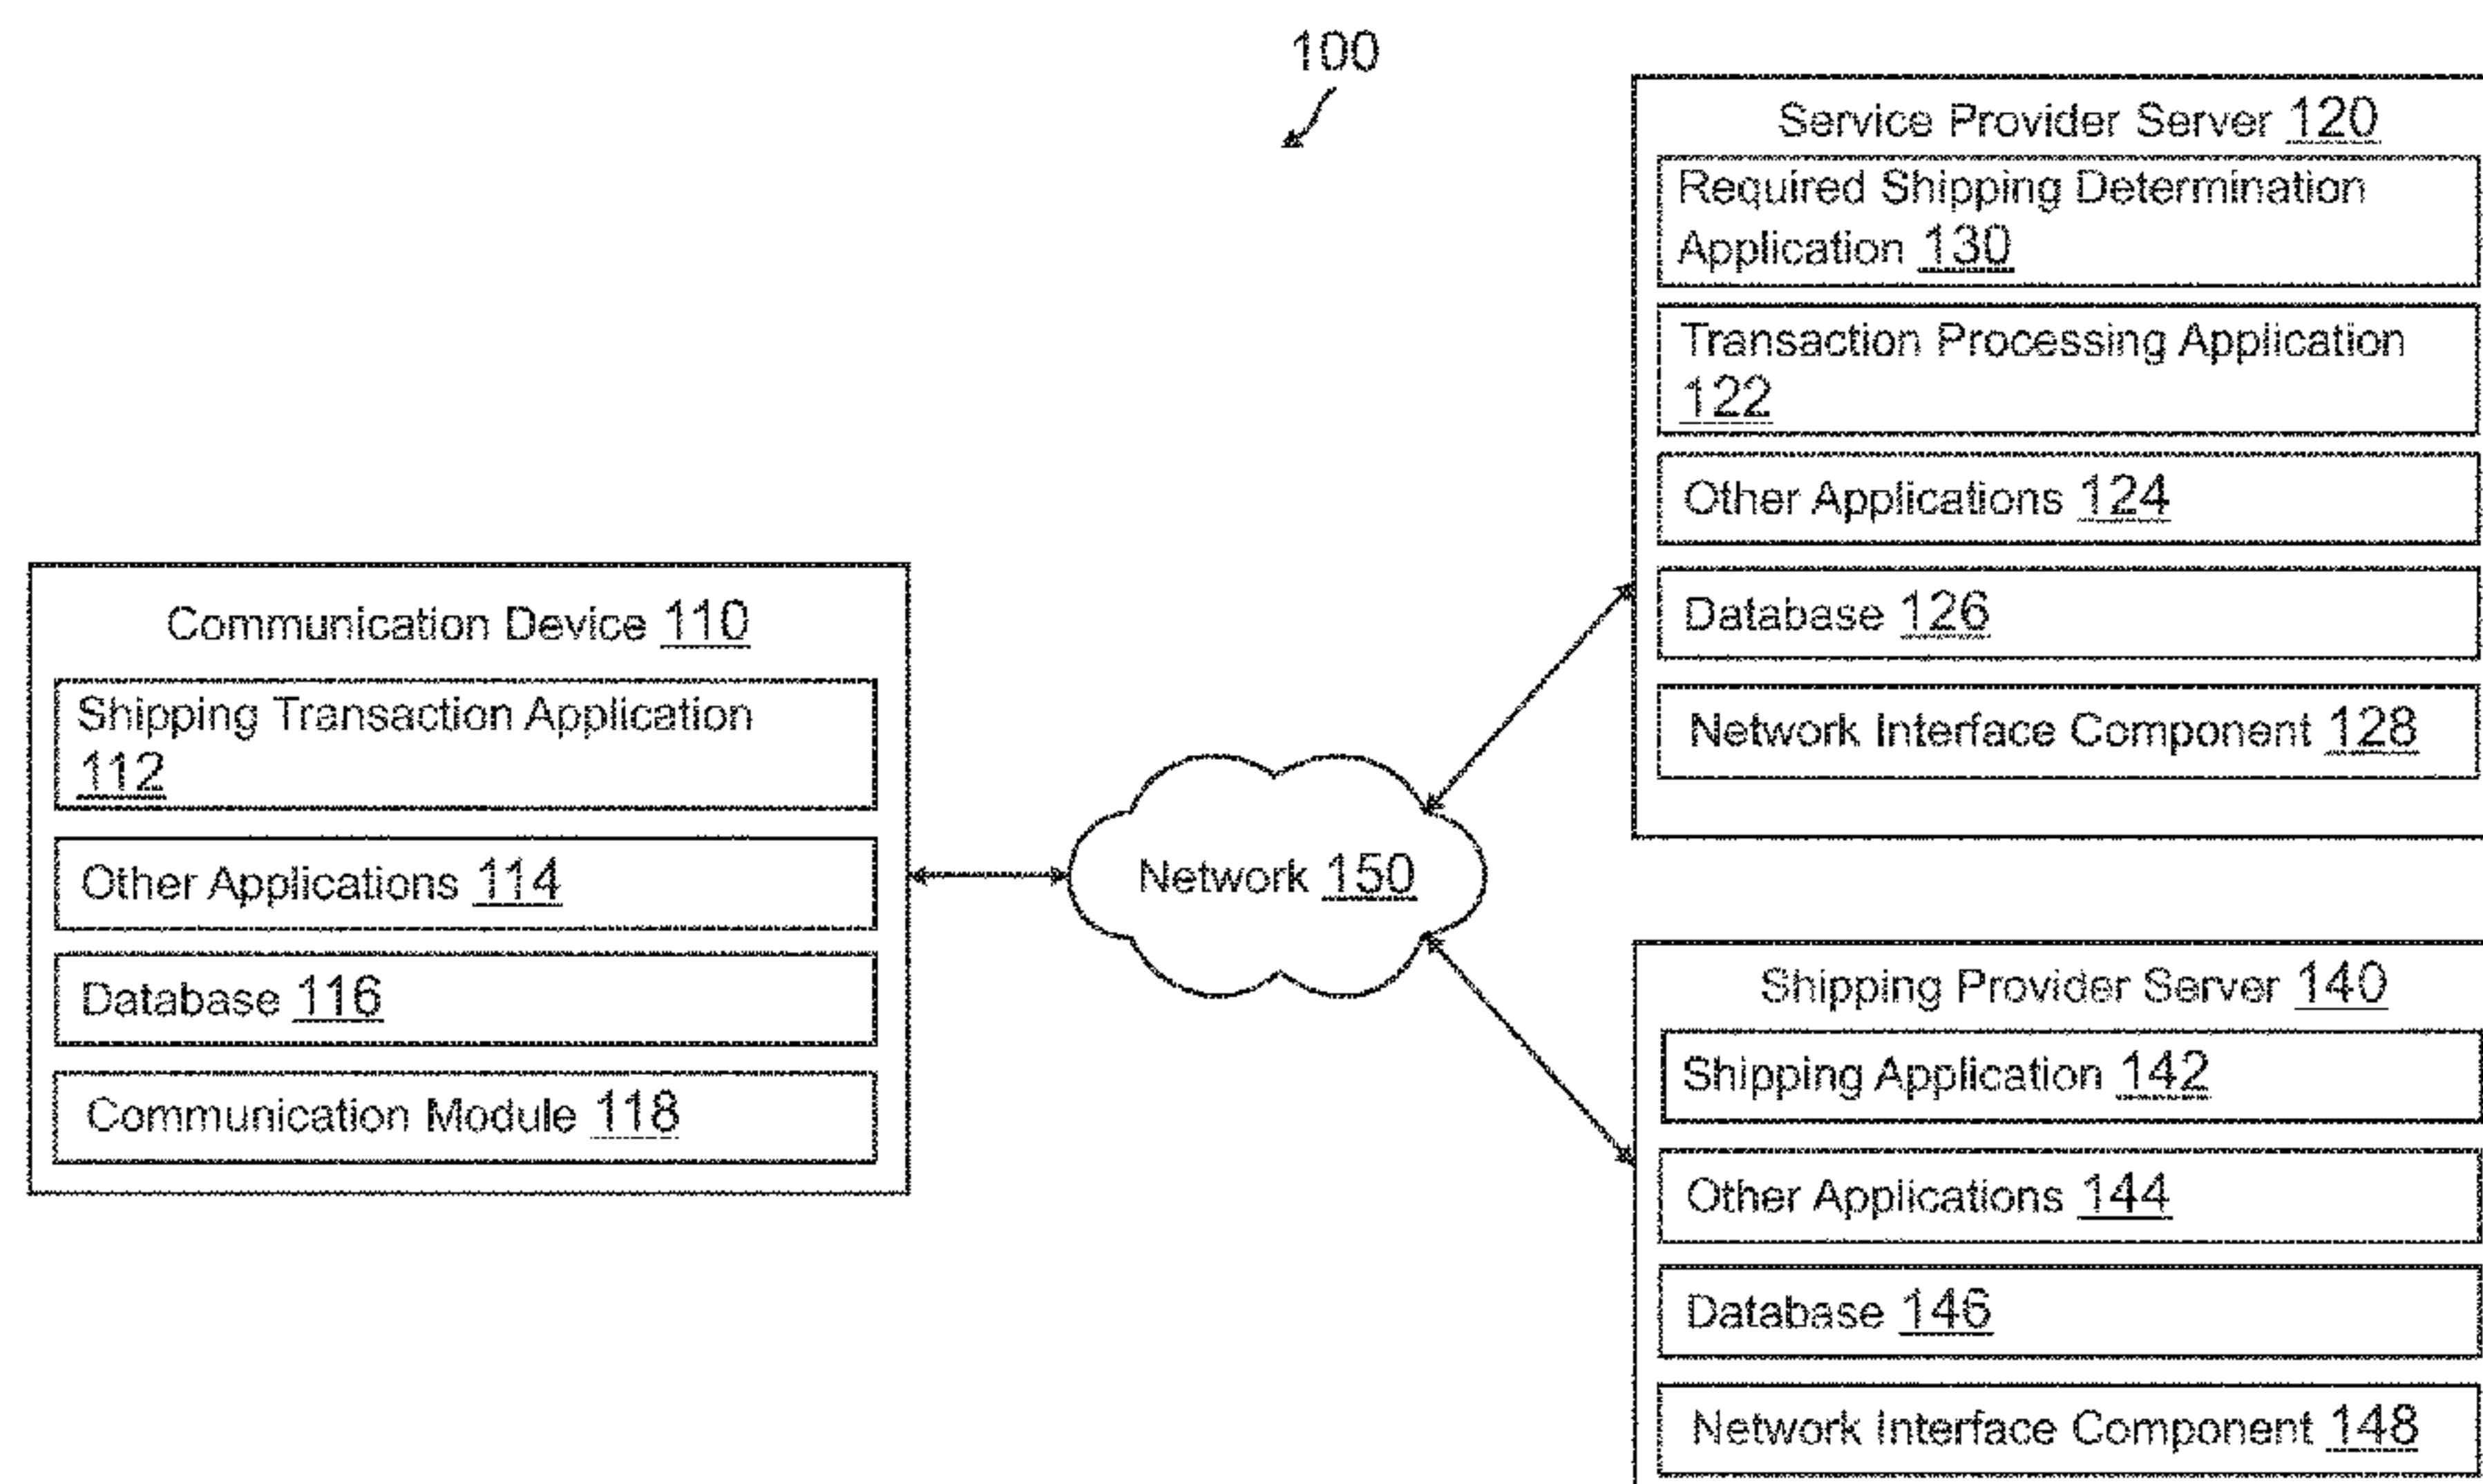 100
Service Provider Server 120
Required Shipping Determination
Application 130
Transaction Processing Application
122
Other Applications 124
Database 126
Network Interface Component 128
Communication Device 110
Shipping Transaction Application
112
Other Applications 114
Database 116
Communication Module 118
Network 150
Shipping Provider Server 140
Shipping Application 142
Other Applications 144
Database 146
Network Interface Component 148